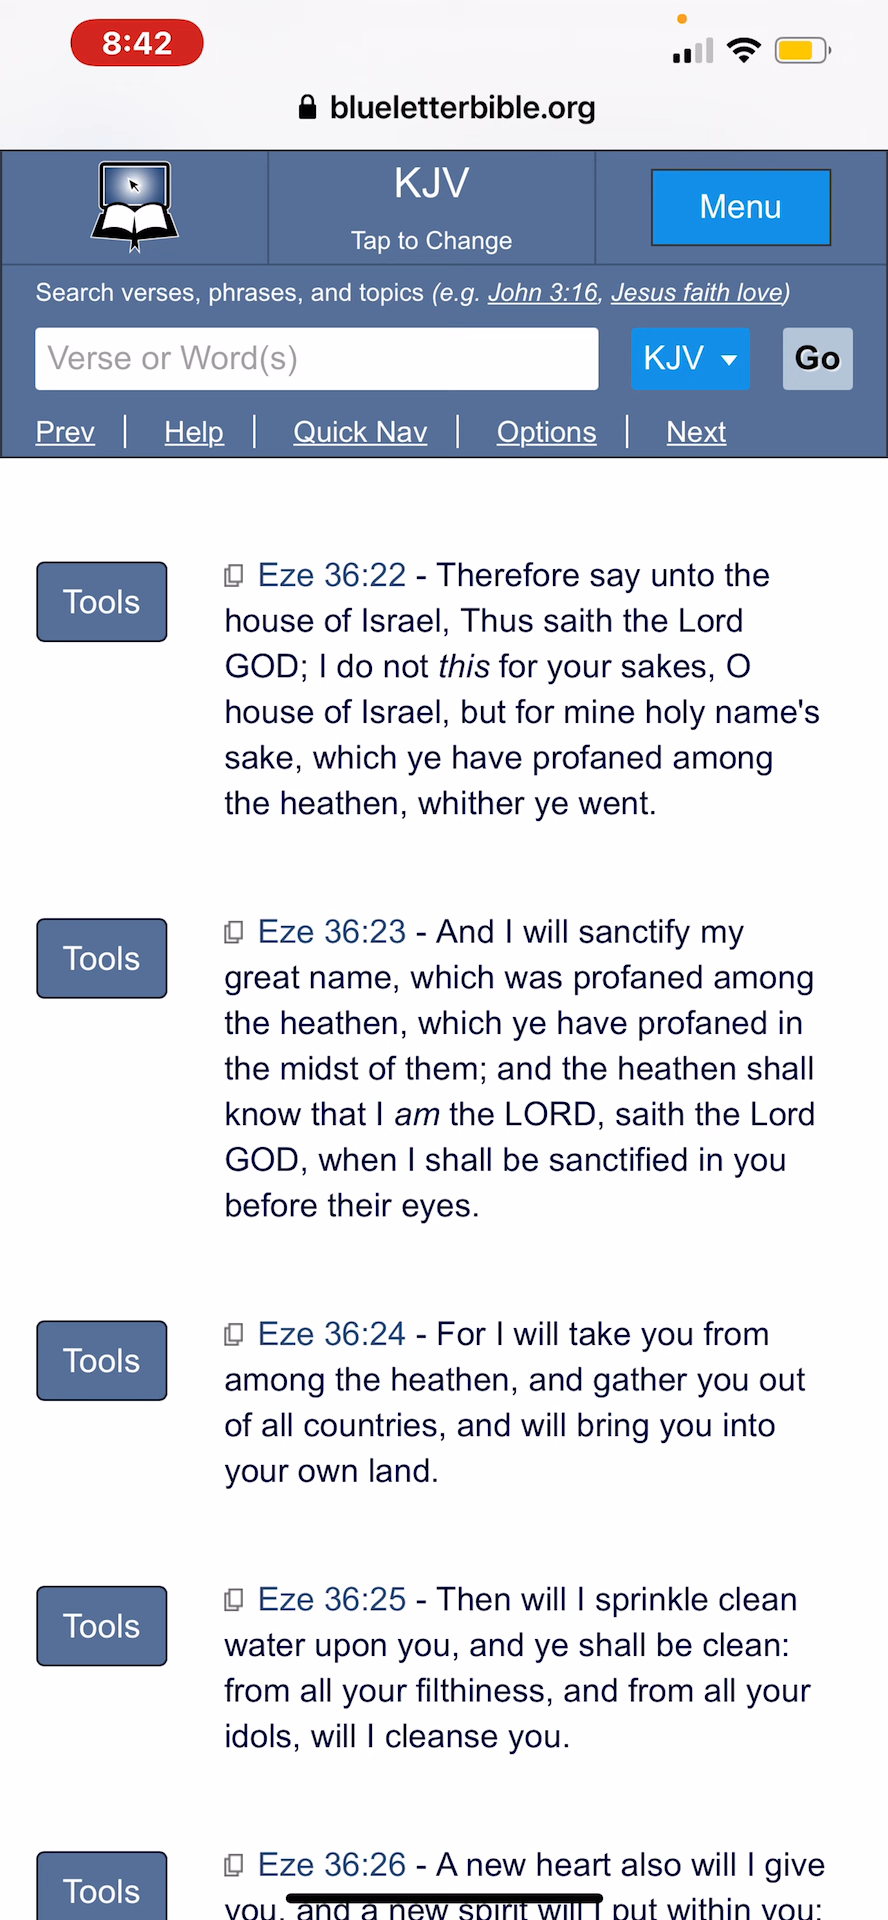 8:42
blueletterbible.org
KJV
Tap to Change
Menu
Search verses, phrases, and topics (e.g. John 3:16, Jesus faith love)
Verse or Word(s)
KJV
Go
Prev | Help | Quick Nav | Options | Next
Tools
Eze 36:22 - Therefore say unto the
house of Israel, Thus saith the Lord
GOD; I do not this for your sakes, O
house of Israel, but for mine holy name's
sake, which ye have profaned among
the heathen, whither ye went.
Tools
Eze 36:23 - And I will sanctify my
great name, which was profaned among
the heathen, which ye have profaned in
the midst of them; and the heathen shall
know that I am the LORD, saith the Lord
GOD, when I shall be sanctified in you
before their eyes.
Tools
Eze 36:24 - For I will take you from
among the heathen, and gather you out
of all countries, and will bring you into
your own land.
Tools
Eze 36:25 - Then will I sprinkle clean
water upon you, and ye shall be clean:
from all your filthiness, and from all your
idols, will I cleanse you.
Tools
Eze 36:26 - A new heart also will I give
you, and a new spirit will I put within you: